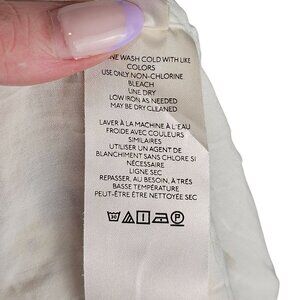 NE WASH COLD WITH LIKE
COLORS
USE ONLY NON-CHLORINE
BLEACH
LINE DRY
LOW IRON AS NEEDED
MAY BE DRY CLEANED
LAVER À LA MACHINE À L'EAU
FROIDE AVEC COULEURS
SIMILAIRES
UTILISER UN AGENT DE
BLANCHIMENT SANS CHLORE SI
NÉCESSAIRE
LIGNE SEC
REPASSER, AU BESOIN, À TRÈS
BASSE TEMPÉRATURE
PEUT-ÊTRE ÊTRE NETTOYÉE SEC
P